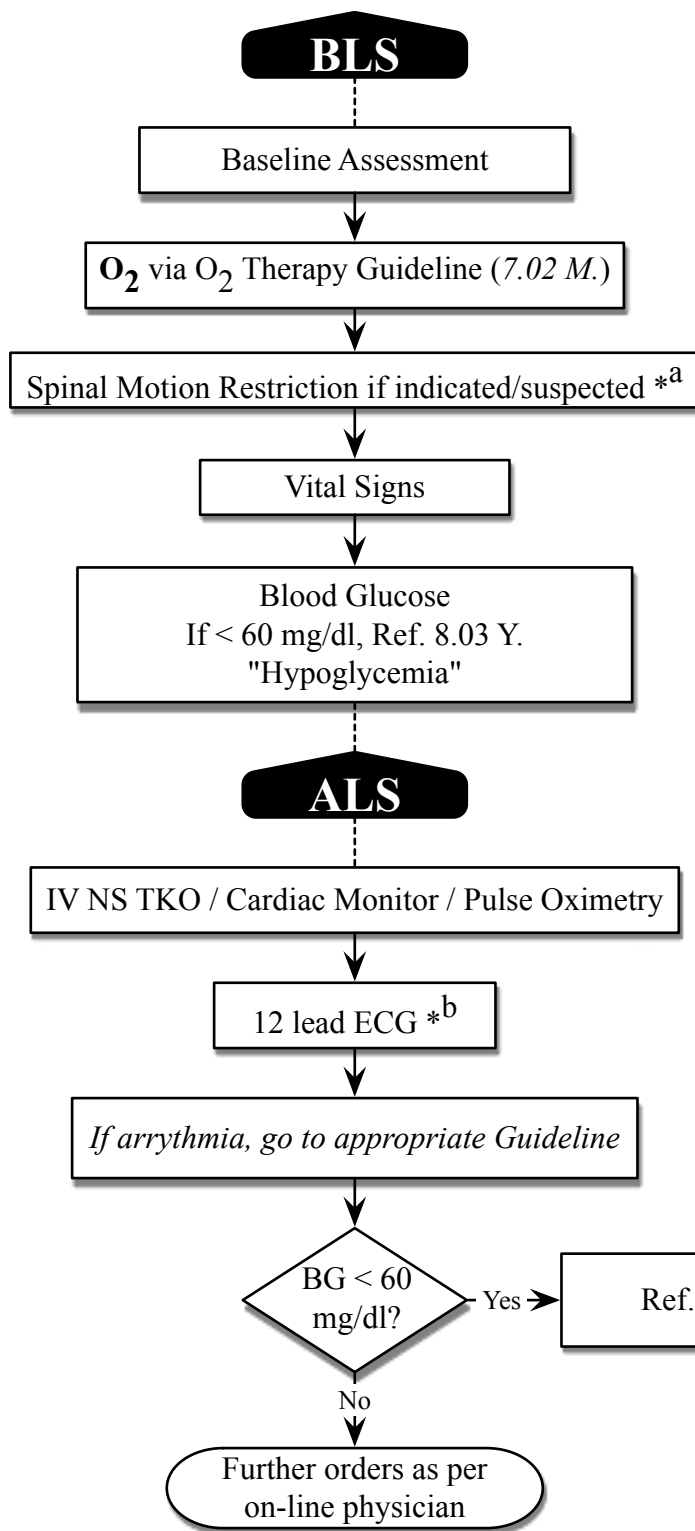 BLS
Baseline Assessment
O2 via O2 Therapy Guideline (7.02 M.)
Spinal Motion Restriction if indicated/suspected *a
Vital Signs
Blood Glucose
If < 60 mg/dl, Ref. 8.03 Y.
"Hypoglycemia"
ALS
IV NS TKO / Cardiac Monitor / Pulse Oximetry
12 lead ECG *b
If arrythmia, go to appropriate Guideline
BG < 60
mg/dl?
Yes
Ref.
No
Further orders as per
on-line physician